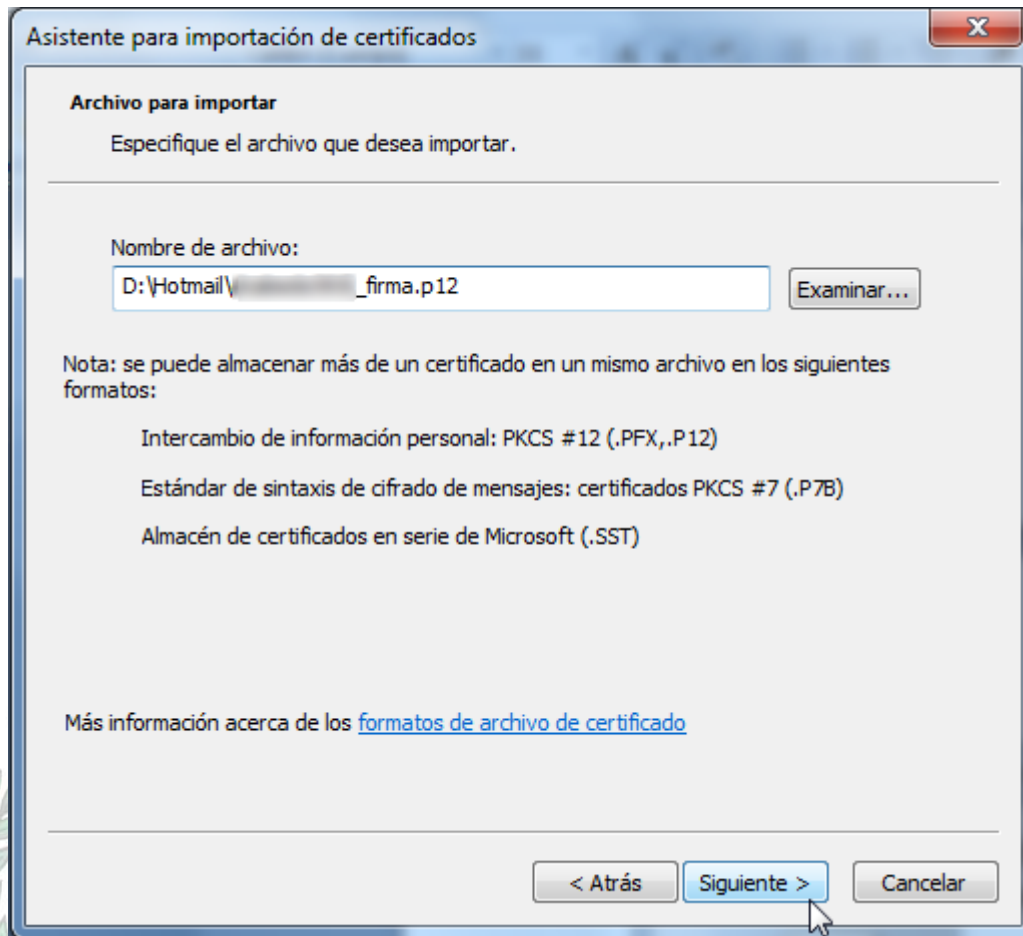 Asistente para importación de certificados
Archivo para importar
Especifique el archivo que desea importar.
Nombre de archivo:
D:\Hotmail\ _firma.p12
Examinar...
Nota: se puede almacenar más de un certificado en un mismo archivo en los siguientes
formatos:
Intercambio de información personal: PKCS #12 (.PFX,.P12)
Estándar de sintaxis de cifrado de mensajes: certificados PKCS #7 (.P7B)
Almacén de certificados en serie de Microsoft (.SST)
Más información acerca de los formatos de archivo de certificado
< Atrás Siguiente > Cancelar